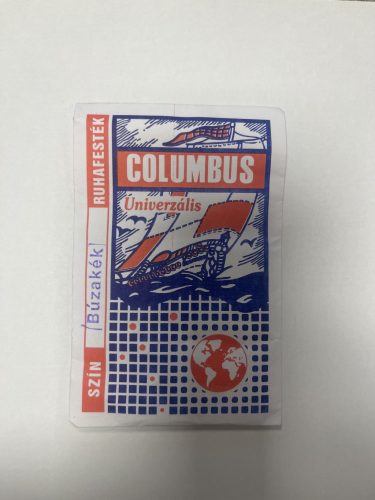 COLUMBUS
Univerzális
SZÍN Búzakék RUHAFESTÉK